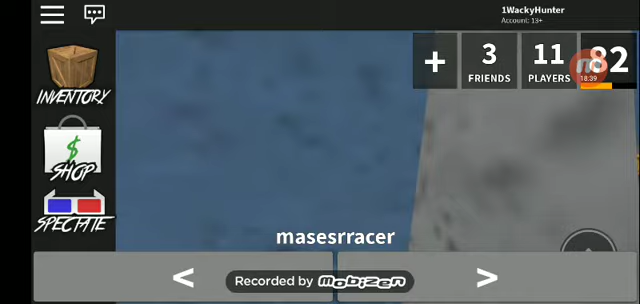 1WackyHunter
Account: 13+
3
FRIENDS
11
PLAYERS
82
18:39
INVENTORY
$
SHOP
SPECTATE
masesrracer
<
>
Recorded by Mobizen